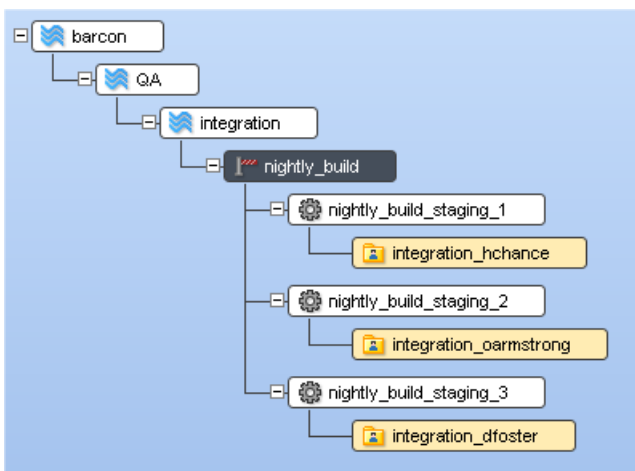 barcon
QA
integration
nightly_build
nightly_build_staging_1
integration_hchance
nightly_build_staging_2
integration_oarmstrong
nightly_build_staging_3
integration_dfoster